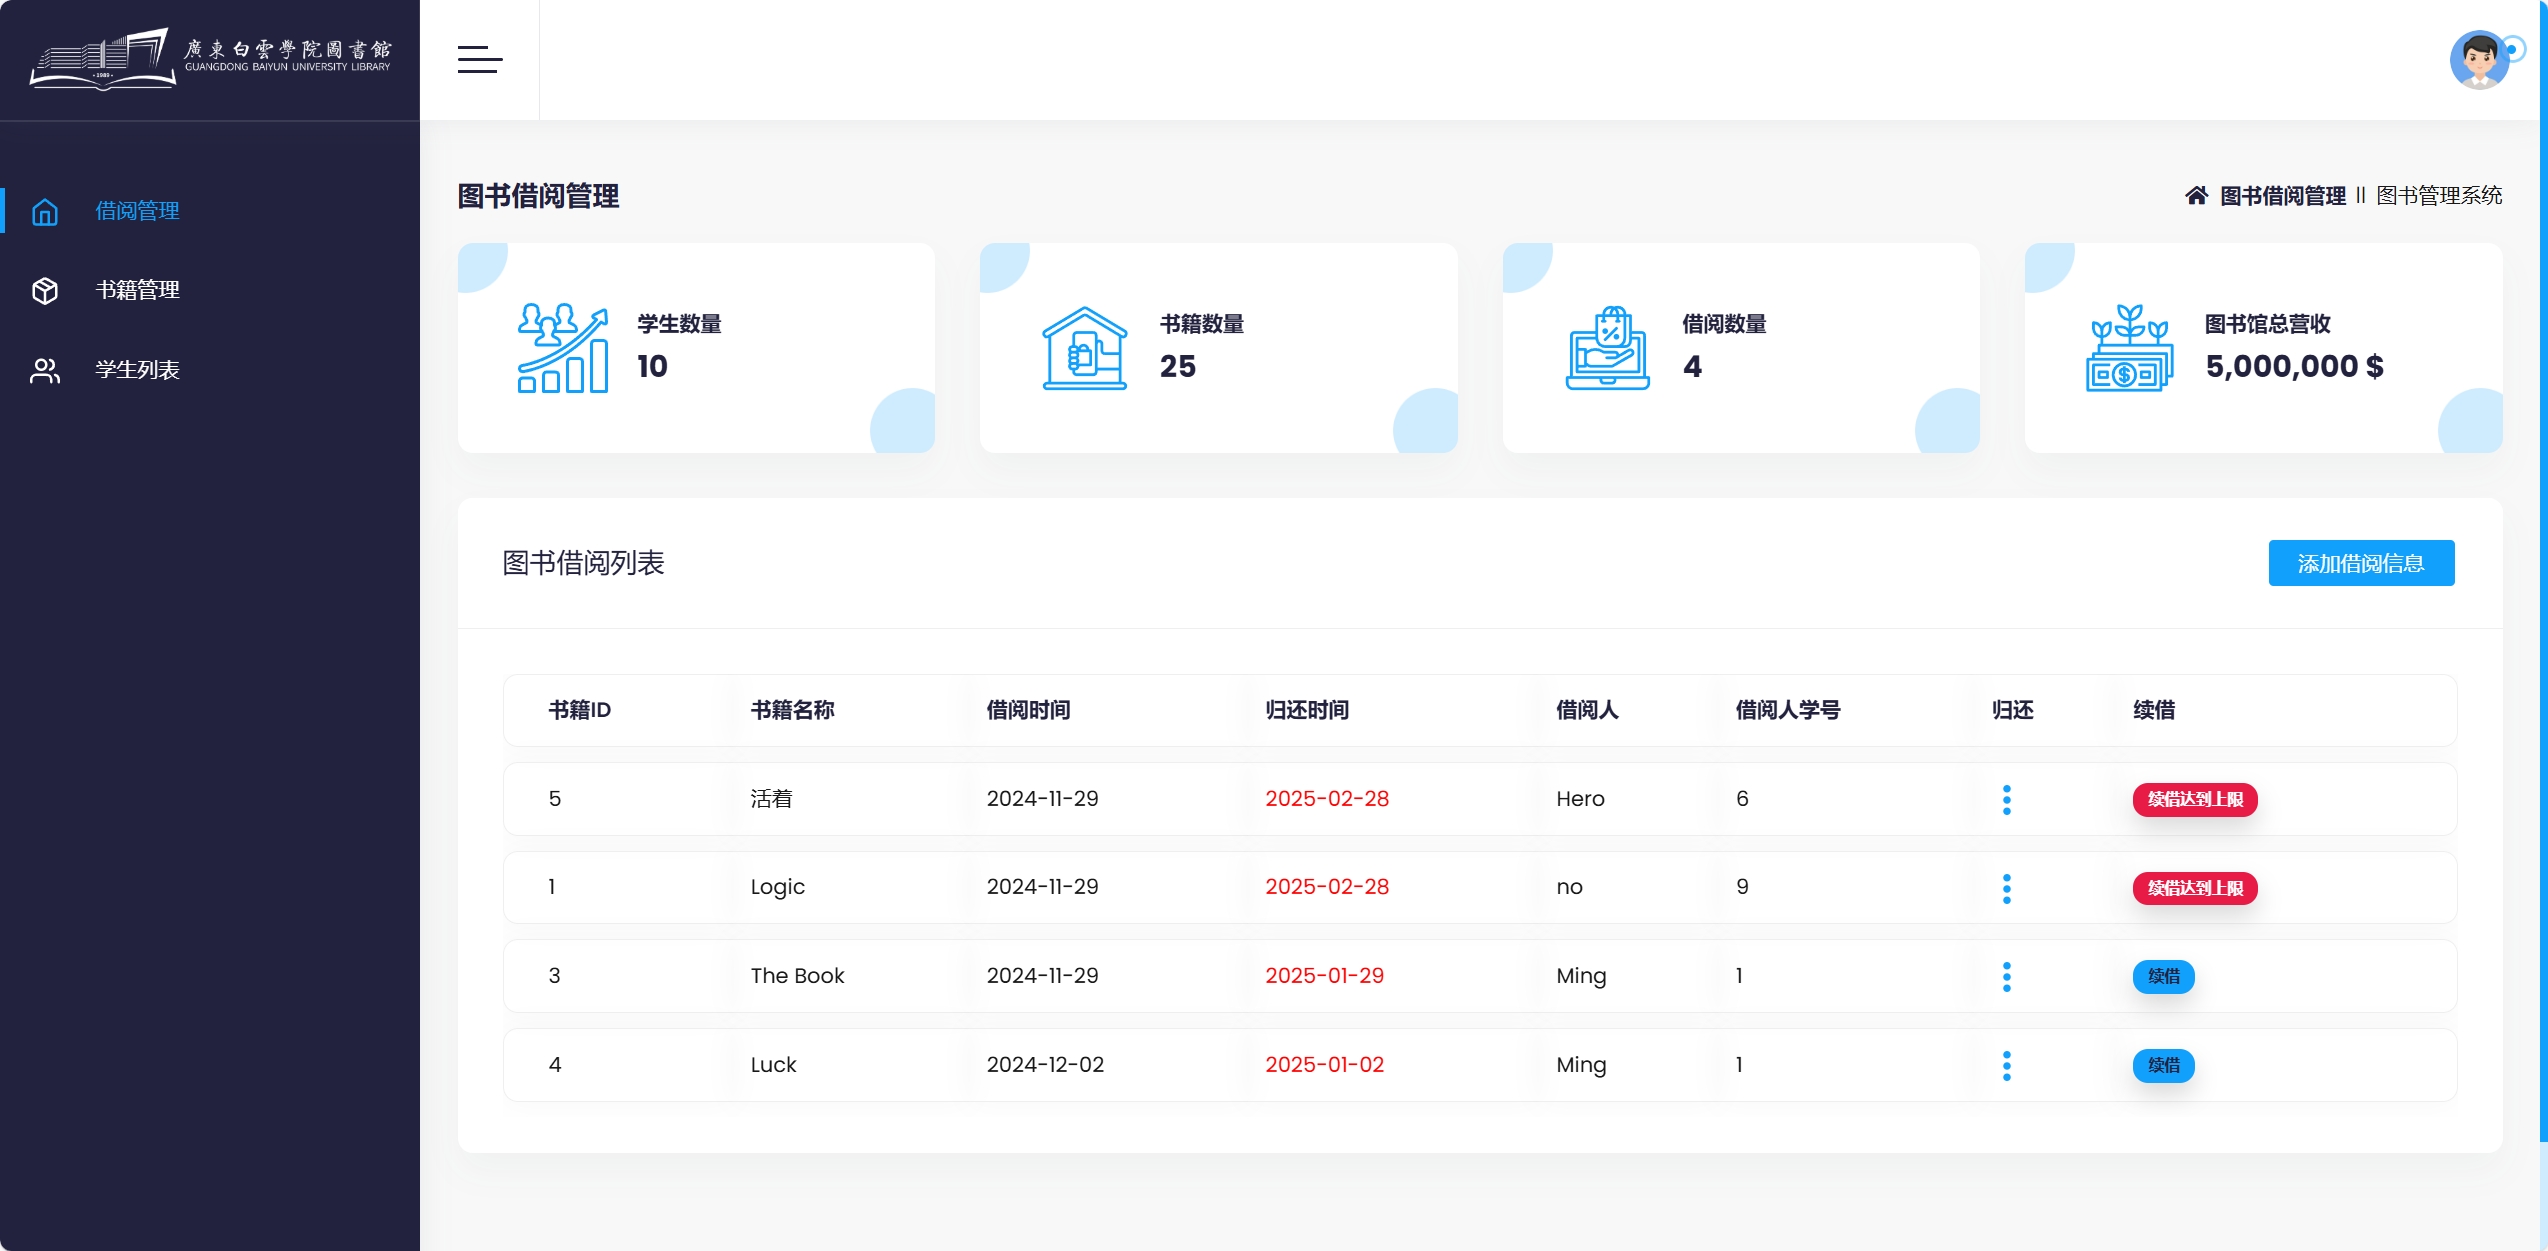 廣東白雲學院圖書館
GUANGDONG BAIYUN UNIVERSITY LIBRARY
•1989•
借阅管理
书籍管理
学生列表
图书借阅管理
图书借阅管理 || 图书管理系统
学生数量
10
书籍数量
25
借阅数量
4
图书馆总营收
5,000,000 $
图书借阅列表
添加借阅信息
书籍ID 书籍名称 借阅时间 归还时间 借阅人 借阅人学号 归还 续借
5 活着 2024-11-29 2025-02-28 Hero 6 续借达到上限
1 Logic 2024-11-29 2025-02-28 no 9 续借达到上限
3 The Book 2024-11-29 2025-01-29 Ming 1 续借
4 Luck 2024-12-02 2025-01-02 Ming 1 续借